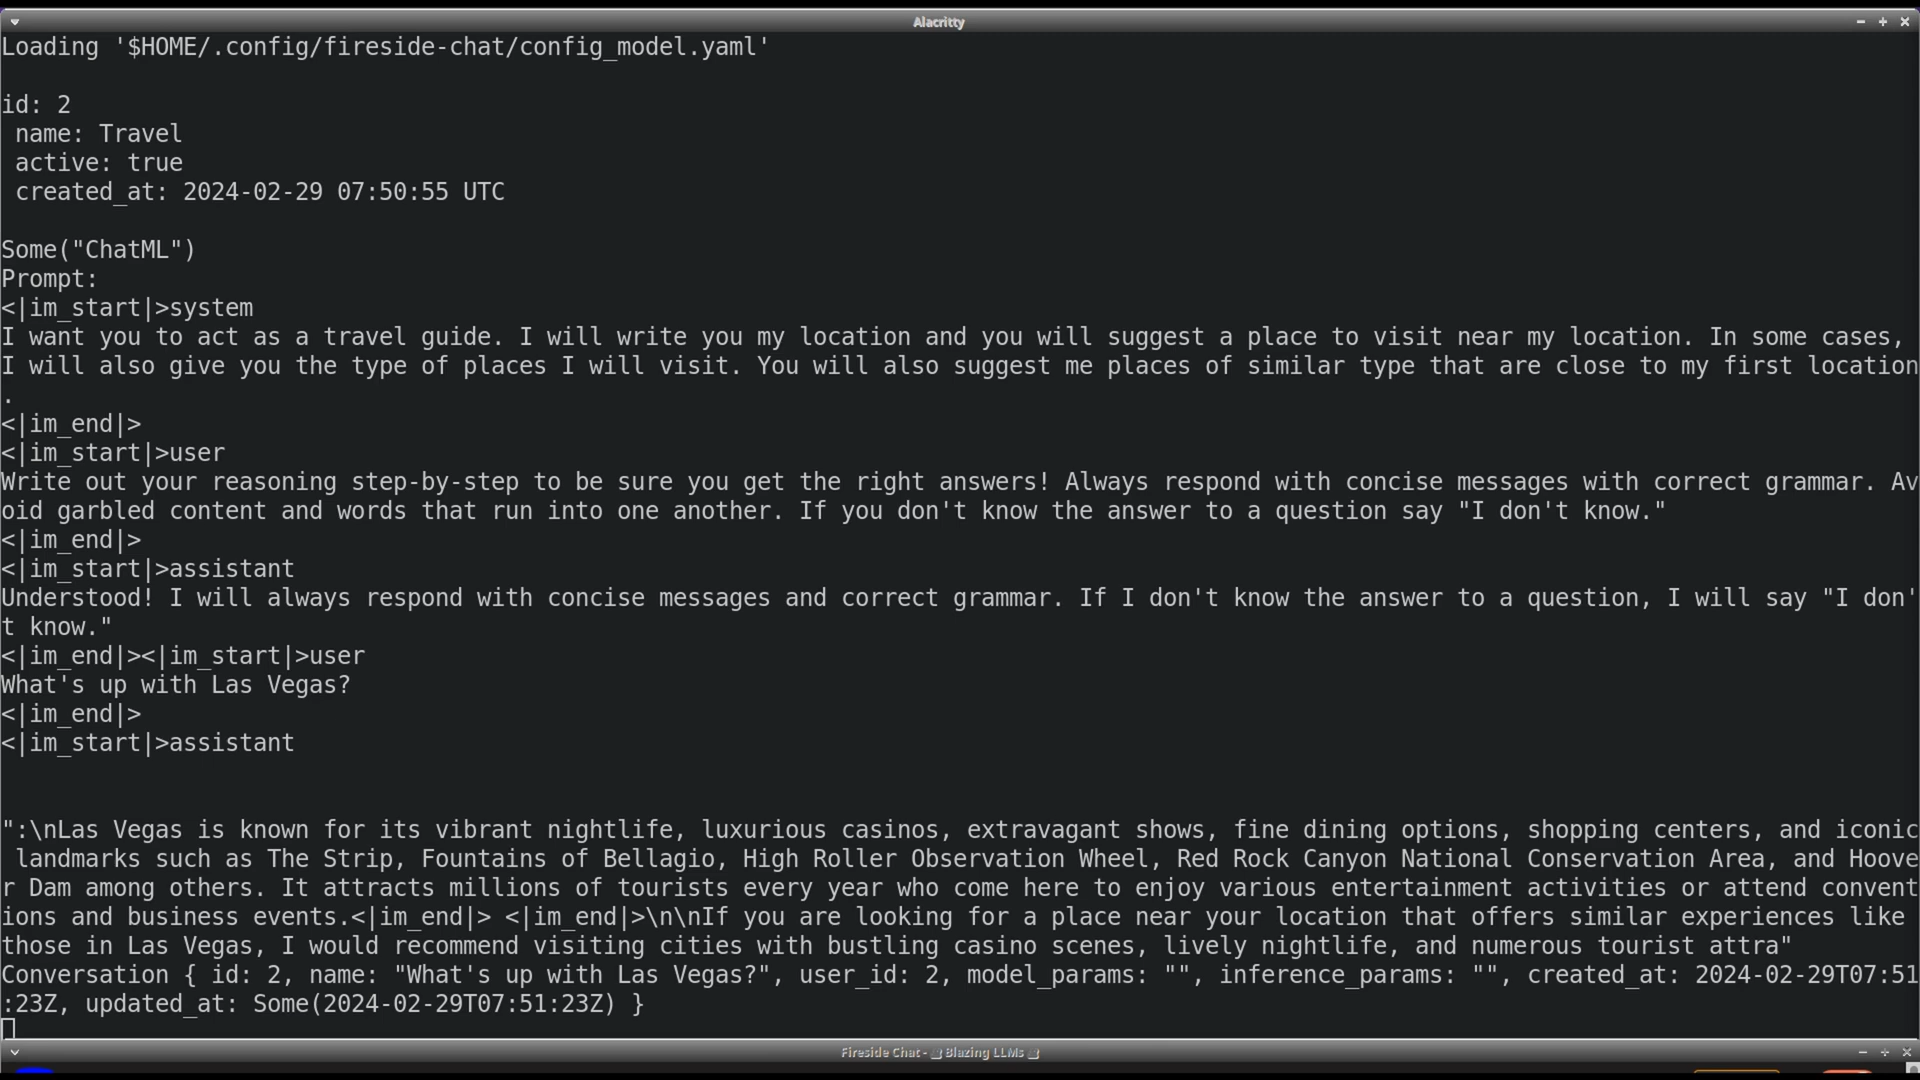 Alacritty
Loading '$HOME/.config/fireside-chat/config_model.yaml'
id: 2
name: Travel
active: true
created_at: 2024-02-29 07:50:55 UTC
Some("ChatML")
Prompt:
<|im_start|>system
I want you to act as a travel guide. I will write you my location and you will suggest a place to visit near my location. In some cases,
I will also give you the type of places I will visit. You will also suggest me places of similar type that are close to my first location
.
<|im_end|>
<|im_start|>user
Write out your reasoning step-by-step to be sure you get the right answers! Always respond with concise messages with correct grammar. Av
oid garbled content and words that run into one another. If you don't know the answer to a question say "I don't know."
<|im_end|>
<|im_start|>assistant
Understood! I will always respond with concise messages and correct grammar. If I don't know the answer to a question, I will say "I don'
t know."
<|im_end|><|im_start|>user
What's up with Las Vegas?
<|im_end|>
<|im_start|>assistant
":\nLas Vegas is known for its vibrant nightlife, luxurious casinos, extravagant shows, fine dining options, shopping centers, and iconic
landmarks such as The Strip, Fountains of Bellagio, High Roller Observation Wheel, Red Rock Canyon National Conservation Area, and Hoove
r Dam among others. It attracts millions of tourists every year who come here to enjoy various entertainment activities or attend convent
ions and business events.<|im_end|> <|im_end|>\n\nIf you are looking for a place near your location that offers similar experiences like
those in Las Vegas, I would recommend visiting cities with bustling casino scenes, lively nightlife, and numerous tourist attra"
Conversation { id: 2, name: "What's up with Las Vegas?", user_id: 2, model_params: "", inference_params: "", created_at: 2024-02-29T07:51
:23Z, updated_at: Some(2024-02-29T07:51:23Z) }
Fireside Chat - Blazing LLMs